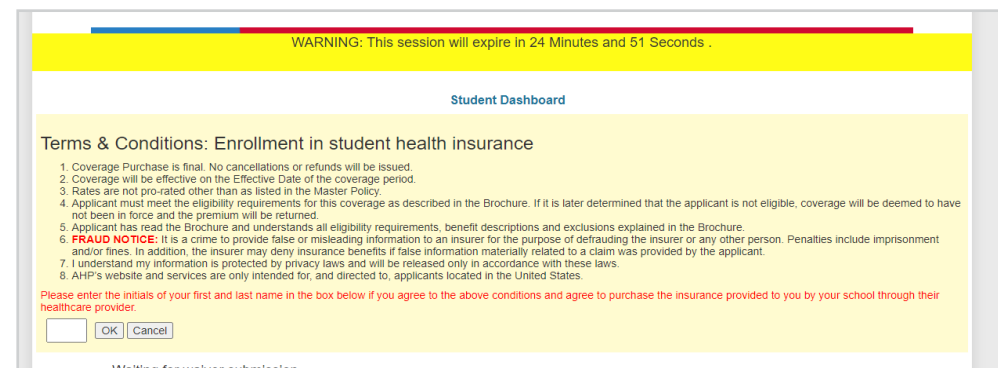 WARNING: This session will expire in 24 Minutes and 51 Seconds .
Student Dashboard
Terms & Conditions: Enrollment in student health insurance
1. Coverage Purchase is final. No cancellations or refunds will be issued.
2. Coverage will be effective on the Effective Date of the coverage period.
3. Rates are not pro-rated other than as listed in the Master Policy.
4. Applicant must meet the eligibility requirements for this coverage as described in the Brochure. If it is later determined that the applicant is not eligible, coverage will be deemed to have
not been in force and the premium will be returned.
5. Applicant has read the Brochure and understands all eligibility requirements, benefit descriptions and exclusions explained in the Brochure.
6. FRAUD NOTICE: It is a crime to provide false or misleading information to an insurer for the purpose of defrauding the insurer or any other person. Penalties include imprisonment
and/or fines. In addition, the insurer may deny insurance benefits if false information materially related to a claim was provided by the applicant.
7. I understand my information is protected by privacy laws and will be released only in accordance with these laws.
8. AHP's website and services are only intended for, and directed to, applicants located in the United States.
Please enter the initials of your first and last name in the box below if you agree to the above conditions and agree to purchase the insurance provided to you by your school through their
healthcare provider.
OK Cancel
Waiting for waiver submission